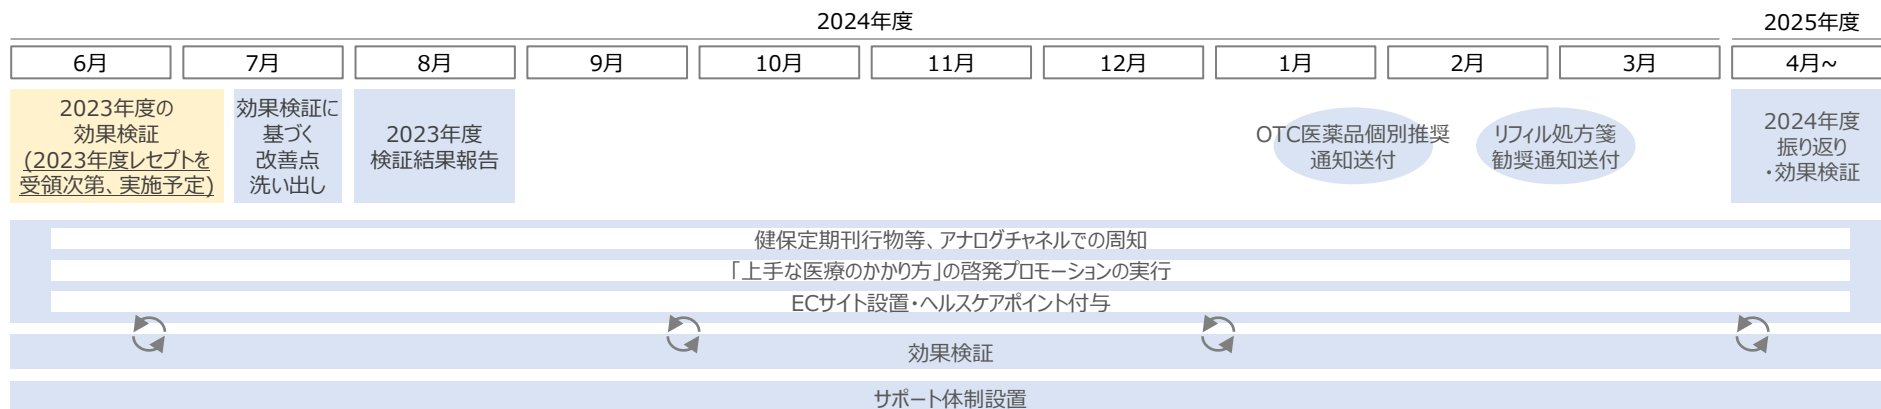 2024年度
2025年度
6月
7月
8月
9月
10月
11月
12月
1月
2月
3月
4月~
2023年度の
効果検証
(2023年度レセプトを
受領次第、実施予定)
効果検証に
基づく
改善点
洗い出し
2023年度
検証結果報告
OTC医薬品個別推奨
通知送付
リフィル処方箋
勧奨通知送付
2024年度
振り返り
・効果検証
健保定期刊行物等、アナログチャネルでの周知
「上手な医療のかかり方」の啓発プロモーションの実行
ECサイト設置・ヘルスケアポイント付与
効果検証
サポート体制設置